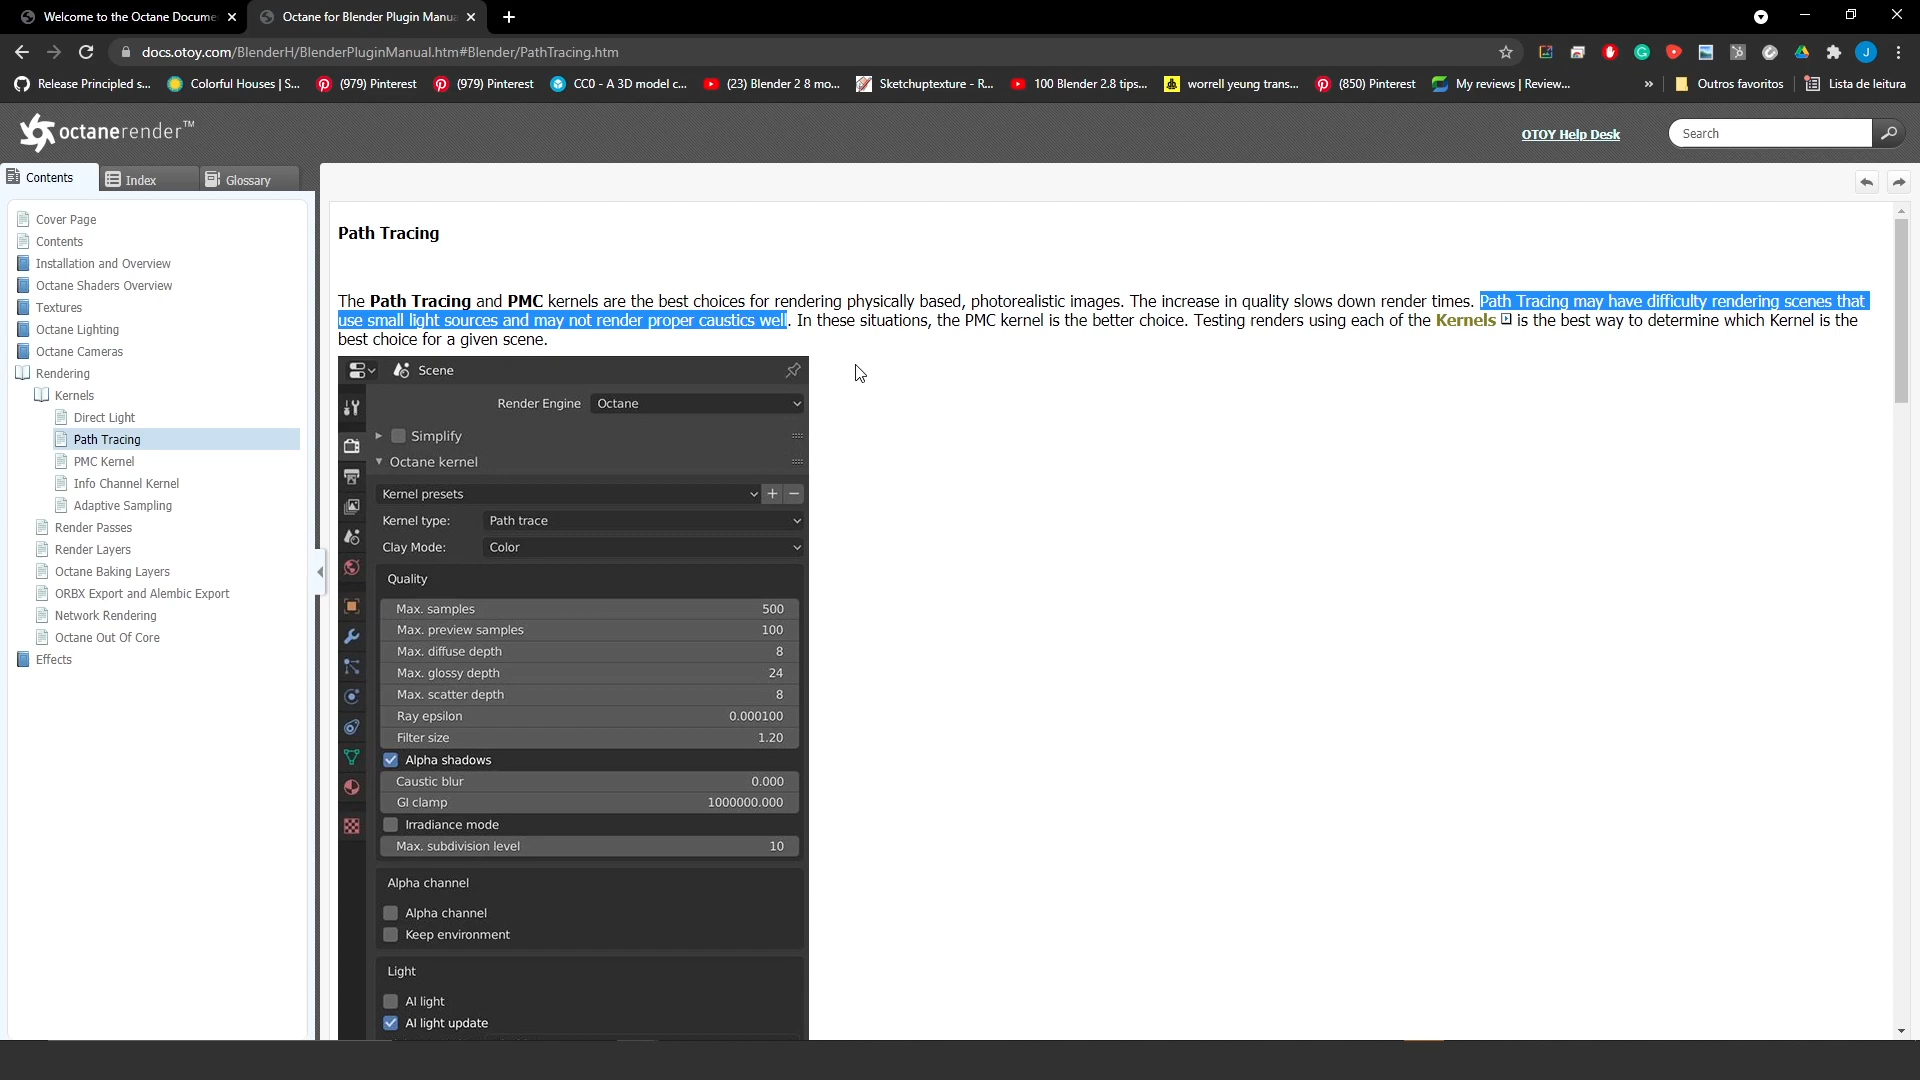 Welcome to the Octane Docume
Octane for Blender Plugin Manua
docs.otoy.com/BlenderH/BlenderPluginManual.htm#Blender/PathTracing.htm
J
Release Principled s...
Colorful Houses | S...
(979) Pinterest
(979) Pinterest
CC0 - A 3D model c...
(23) Blender 2 8 mo...
Sketchuptexture - R...
100 Blender 2.8 tips...
worrell yeung trans...
(850) Pinterest
My reviews | Review...
»
Outros favoritos
Lista de leitura
octanerender™
OTOY Help Desk
Search
Contents
Index
Glossary
Cover Page
Contents
Installation and Overview
Octane Shaders Overview
Textures
Octane Lighting
Octane Cameras
Rendering
Kernels
Direct Light
Path Tracing
PMC Kernel
Info Channel Kernel
Adaptive Sampling
Render Passes
Render Layers
Octane Baking Layers
ORBX Export and Alembic Export
Network Rendering
Octane Out Of Core
Effects
Path Tracing
The Path Tracing and PMC kernels are the best choices for rendering physically based, photorealistic images. The increase in quality slows down render times. Path Tracing may have difficulty rendering scenes that
use small light sources and may not render proper caustics well. In these situations, the PMC kernel is the better choice. Testing renders using each of the Kernels is the best way to determine which Kernel is the
best choice for a given scene.
Scene
Render Engine Octane
Simplify
Octane kernel
Kernel presets
Kernel type: Path trace
Clay Mode: Color
Quality
Max. samples 500
Max. preview samples 100
Max. diffuse depth 8
Max. glossy depth 24
Max. scatter depth 8
Ray epsilon 0.000100
Filter size 1.20
Alpha shadows
Caustic blur 0.000
GI clamp 1000000.000
Irradiance mode
Max. subdivision level 10
Alpha channel
Alpha channel
Keep environment
Light
AI light
AI light update